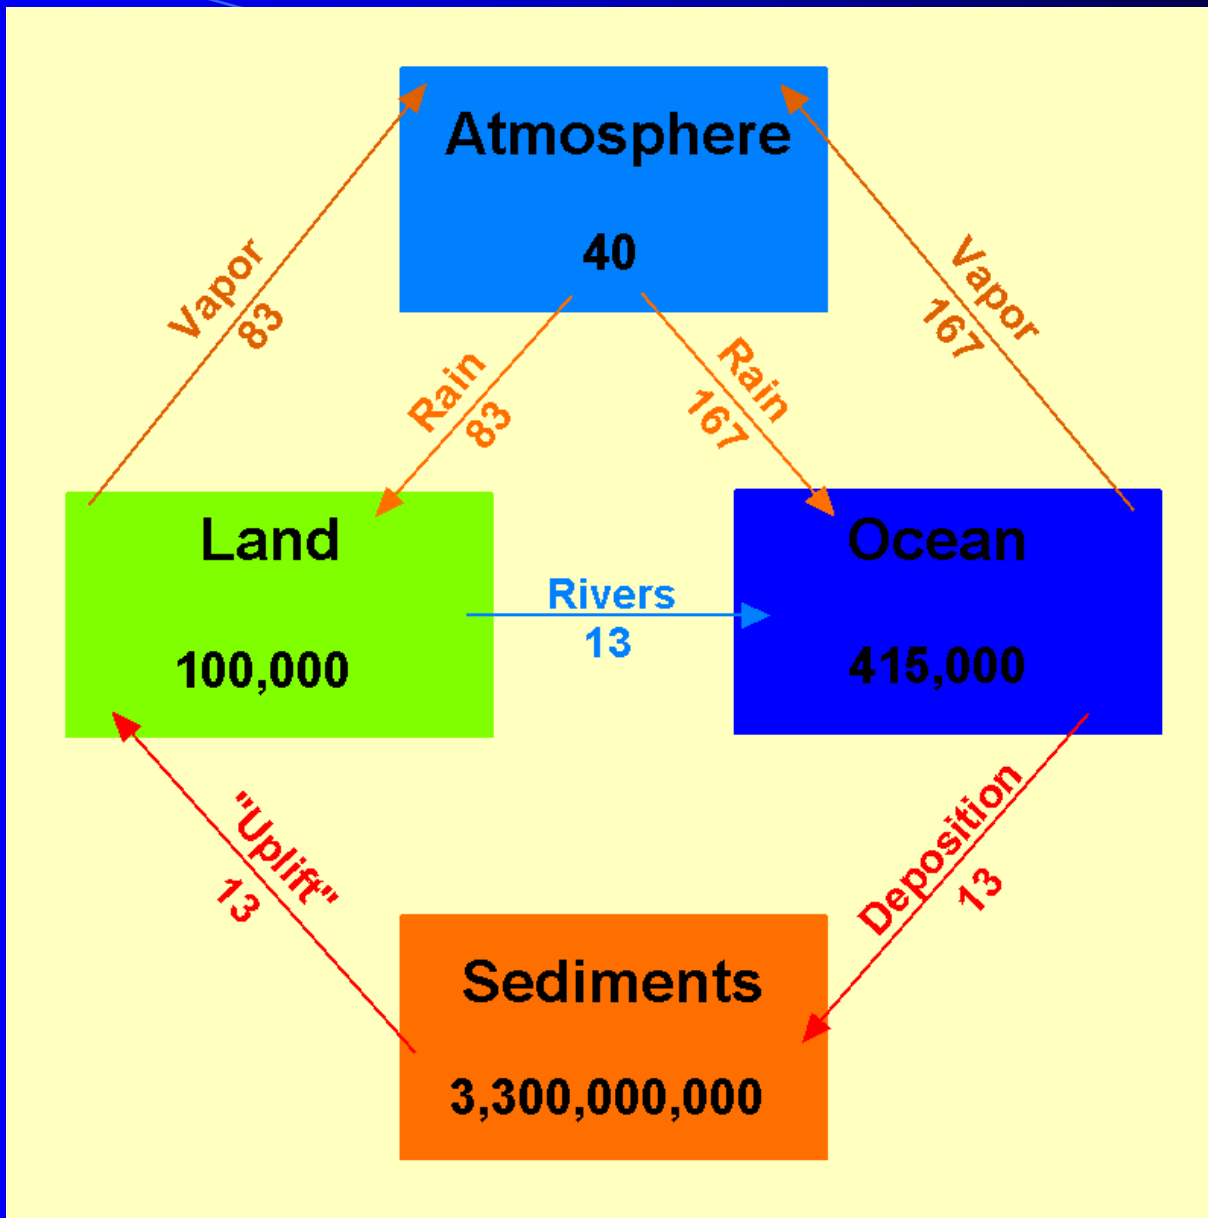 Atmosphere
40
Vapor
83
Rain
83
Rain
167
Vapor
167
Land
100,000
Rivers
13
Ocean
415,000
"Uplift"
13
Deposition
13
Sediments
3,300,000,000